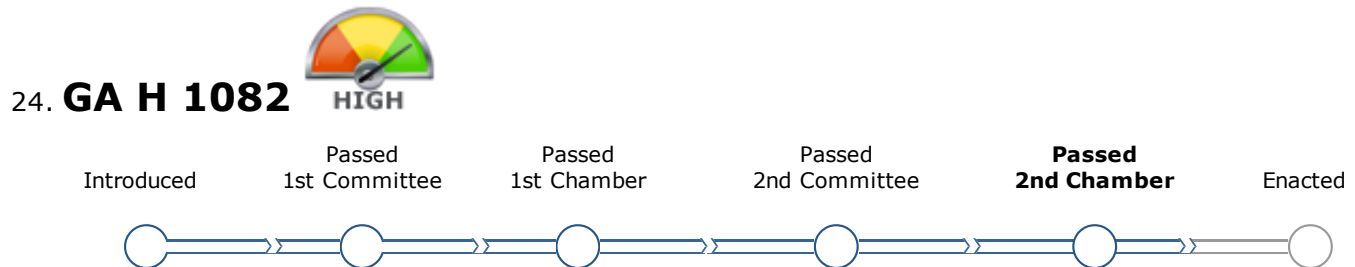 24. GA H 1082
HIGH
Introduced
Passed
1st Committee
Passed
1st Chamber
Passed
2nd Committee
Passed
2nd Chamber
Enacted